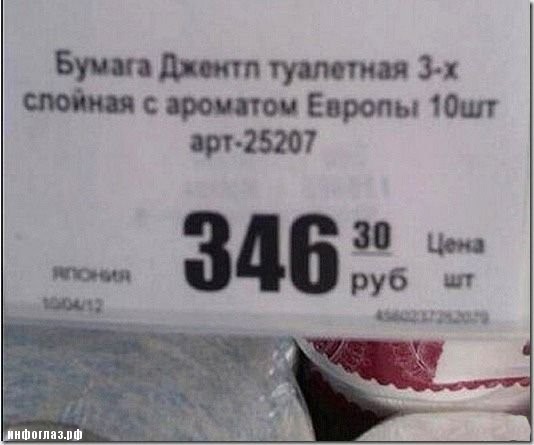 Бумага Джентл туалетная 3-х
слойная с ароматом Европы 10шт
арт-25207
346 30 руб
Цена шт
ЯПОНИЯ
10/04/12
4560237252079
инфоглаз.рф